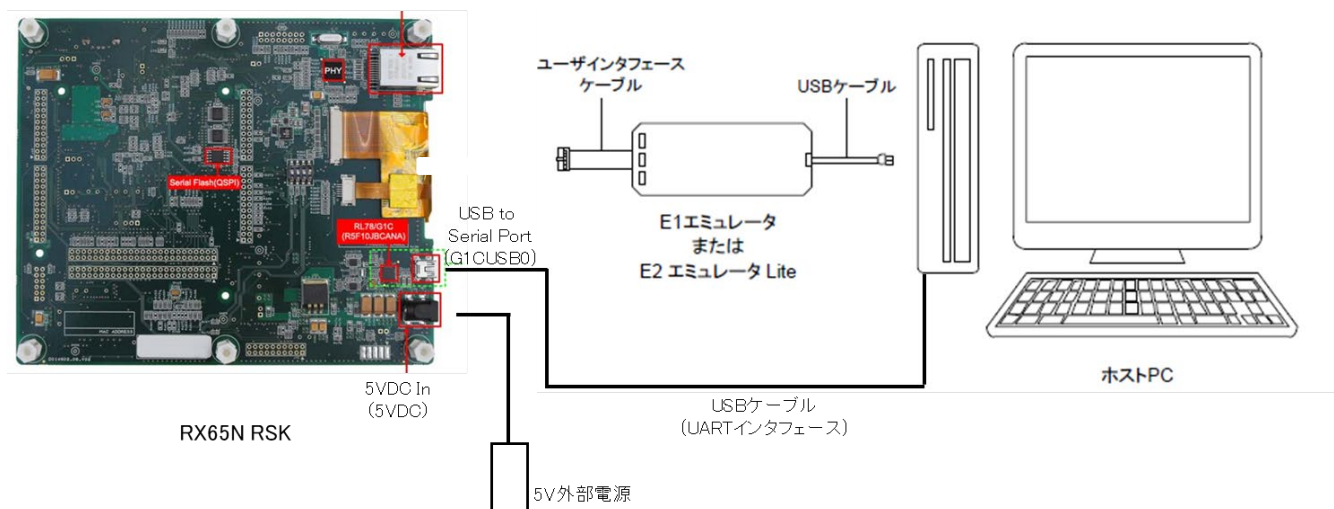 PHY
Serial Flash(QSPI)
RL78/G1C
(R5F10JBCANA)
MAC ADDRESS
USB to
Serial Port
(G1CUSB0)
5VDC In
(5VDC)
RX65N RSK
5V外部電源
ユーザインタフェース
ケーブル
USBケーブル
E1エミュレータ
または
E2 エミュレータ Lite
USBケーブル
(UARTインタフェース)
ホストPC